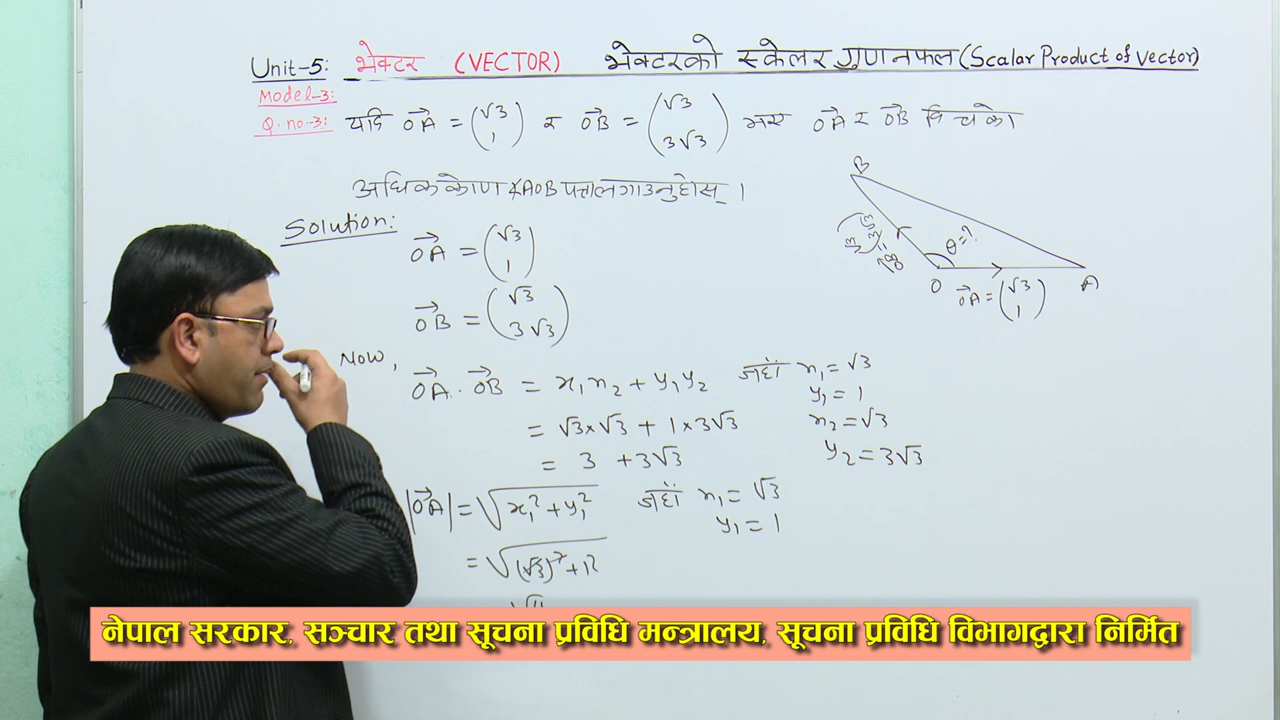 Unit-5: भेक्टर (VECTOR) भेक्टरको स्केलर गुणनफल (Scalar Product of vector)
Model-3:
Q. no-3: यदि OA→ = (√3 1) र OB→ = (√3 3√3) भए OA→ र OB→ बिचको
अधिककोण ∡AOB पत्तालगाउनुहोस् ।
Solution:
OA→ = (√3 1)
OB→ = (√3 3√3)
B
θ=?
O OA→ = (√3 1) A
Now,
OA→ . OB→ = x₁x₂ + y₁y₂ जहाँ x₁ = √3
y₁ = 1
= √3×√3 + 1×3√3 x₂ = √3
= 3 + 3√3 y₂ = 3√3
|OA→| = √(x₁² + y₁²) जहाँ x₁ = √3
y₁ = 1
= √((√3)² + 1²)
नेपाल सरकार, सञ्चार तथा सूचना प्रविधि मन्त्रालय, सूचना प्रविधि विभागद्वारा निर्मित